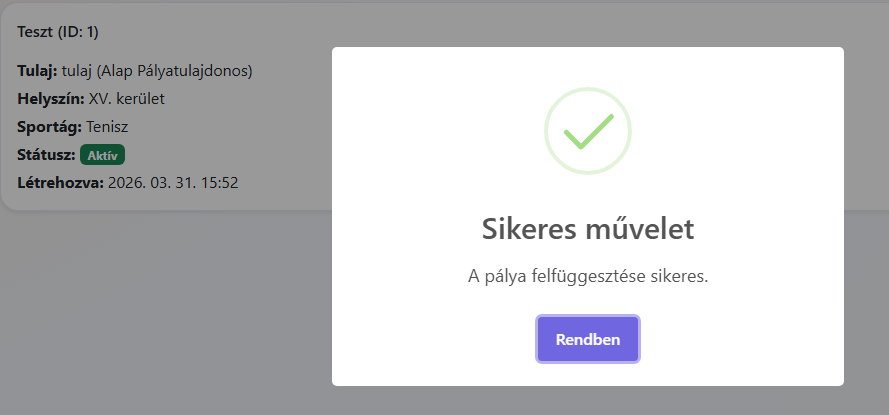 Teszt (ID: 1)
Tulaj: tulaj (Alap Pályatulajdonos)
Helyszín: XV. kerület
Sportág: Tenisz
Státusz: Aktív
Létrehozva: 2026. 03. 31. 15:52
Sikeres művelet
A pálya felfüggesztése sikeres.
Rendben